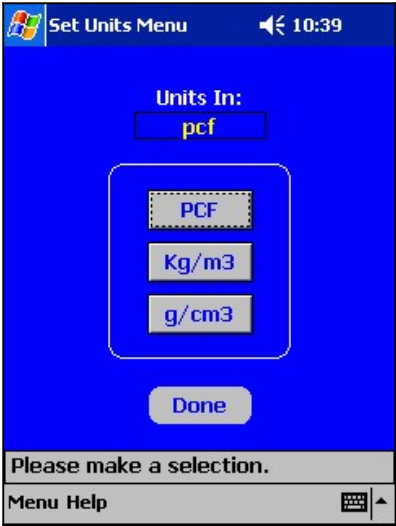 Set Units Menu 10:39
Units In:
pcf
PCF
Kg/m3
g/cm3
Done
Please make a selection.
Menu Help